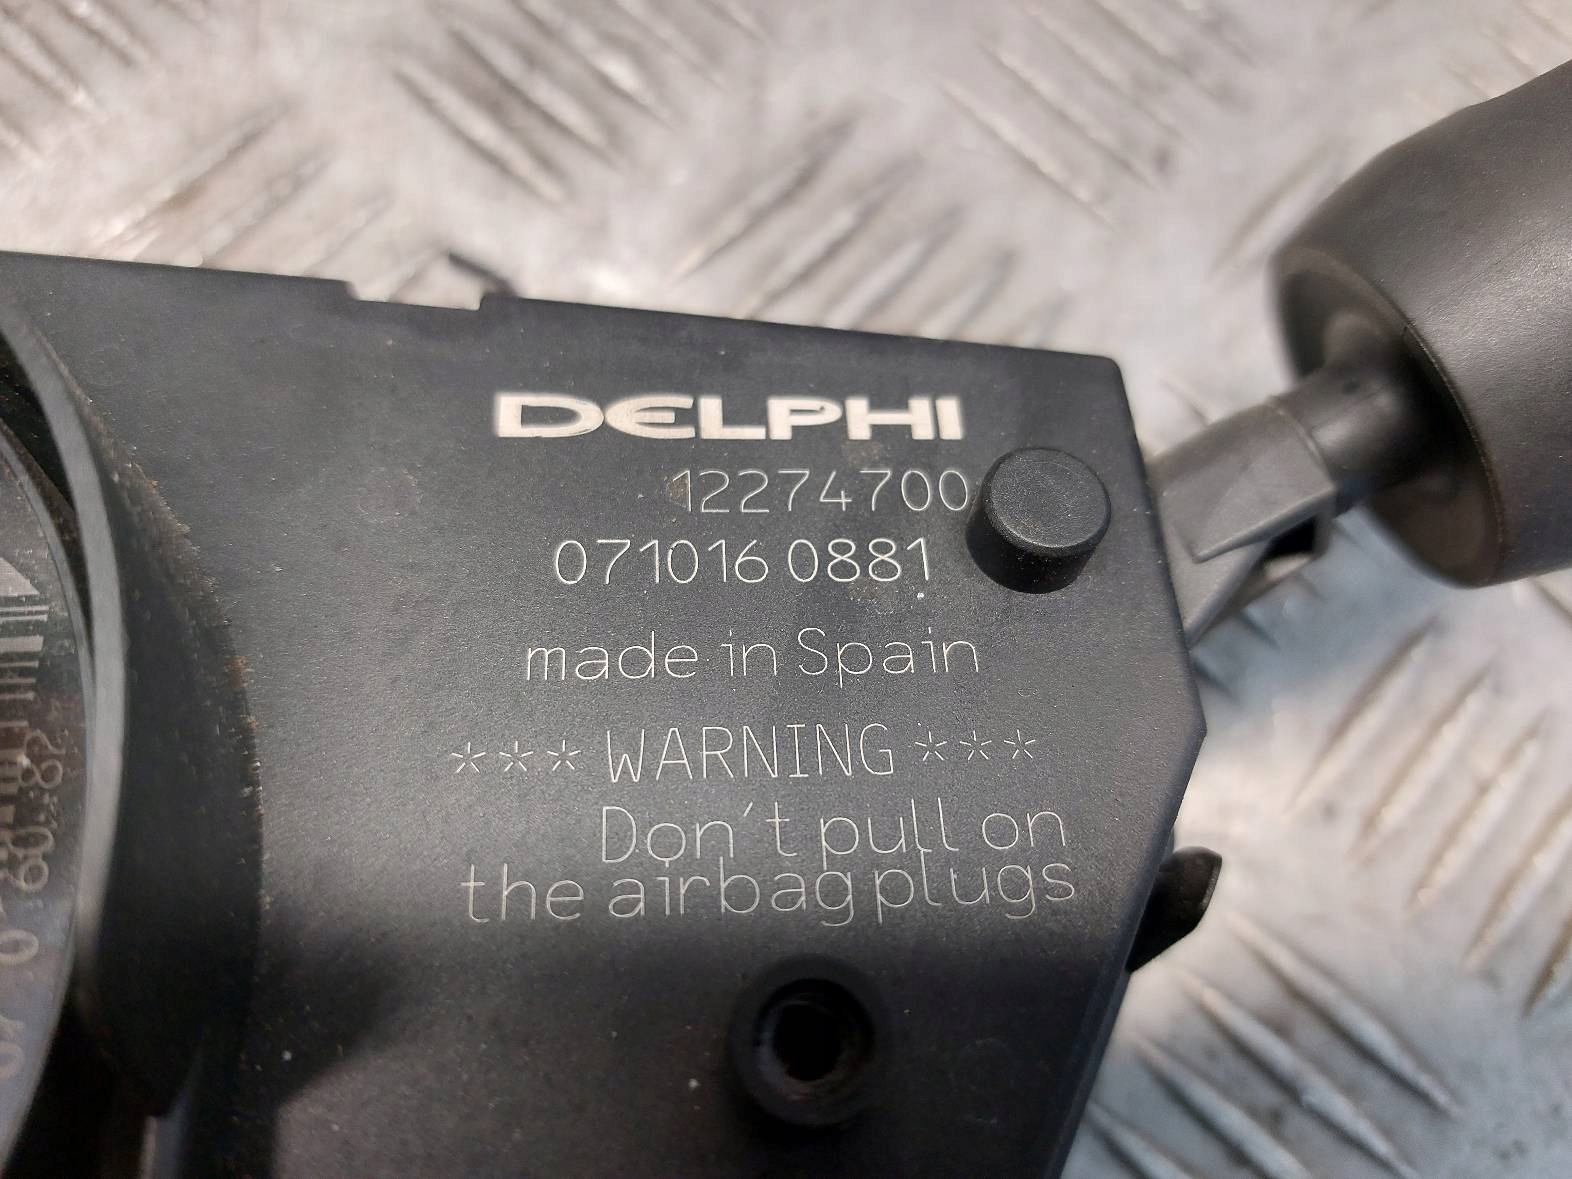 DELPHI
12274700
071016 0881
made in Spain
*** WARNING ***
Don't pull on
the airbag plugs